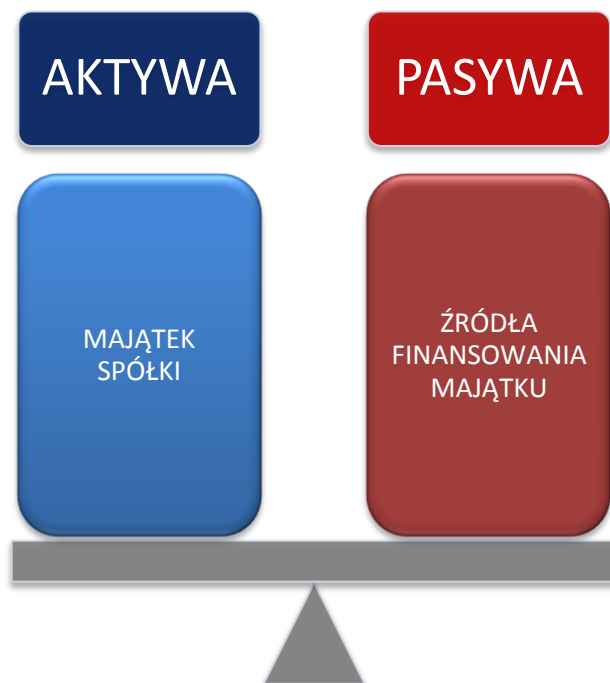 AKTYWA
PASYWA
MAJĄTEK
SPÓŁKI
ŹRÓDŁA
FINANSOWANIA
MAJĄTKU